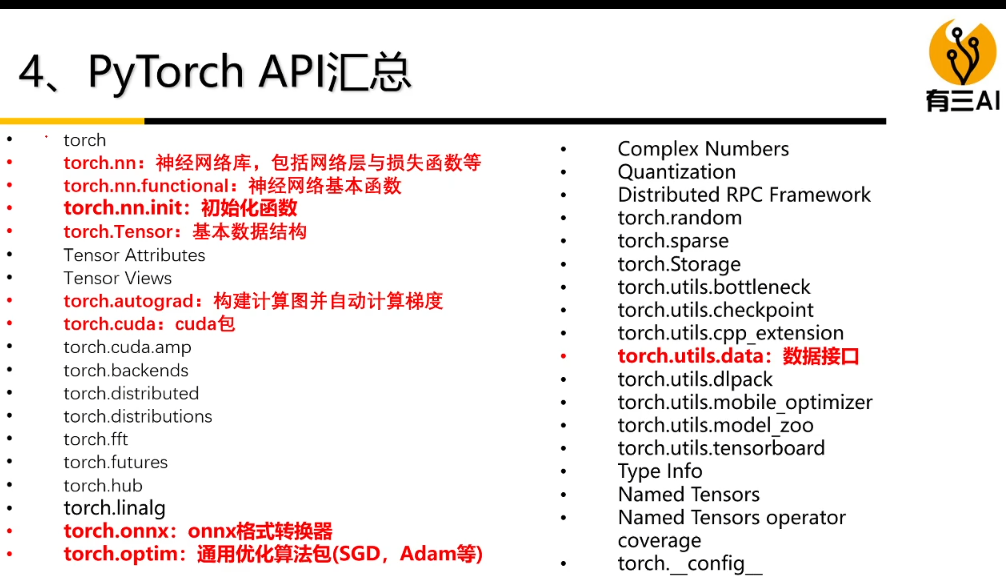 4、PyTorch API汇总
有三AI
torch
torch.nn：神经网络库，包括网络层与损失函数等
torch.nn.functional：神经网络基本函数
torch.nn.init：初始化函数
torch.Tensor：基本数据结构
Tensor Attributes
Tensor Views
torch.autograd：构建计算图并自动计算梯度
torch.cuda：cuda包
torch.cuda.amp
torch.backends
torch.distributed
torch.distributions
torch.fft
torch.futures
torch.hub
torch.linalg
torch.onnx：onnx格式转换器
torch.optim：通用优化算法包(SGD，Adam等)
Complex Numbers
Quantization
Distributed RPC Framework
torch.random
torch.sparse
torch.Storage
torch.utils.bottleneck
torch.utils.checkpoint
torch.utils.cpp_extension
torch.utils.data：数据接口
torch.utils.dlpack
torch.utils.mobile_optimizer
torch.utils.model_zoo
torch.utils.tensorboard
Type Info
Named Tensors
Named Tensors operator
coverage
torch.__config__